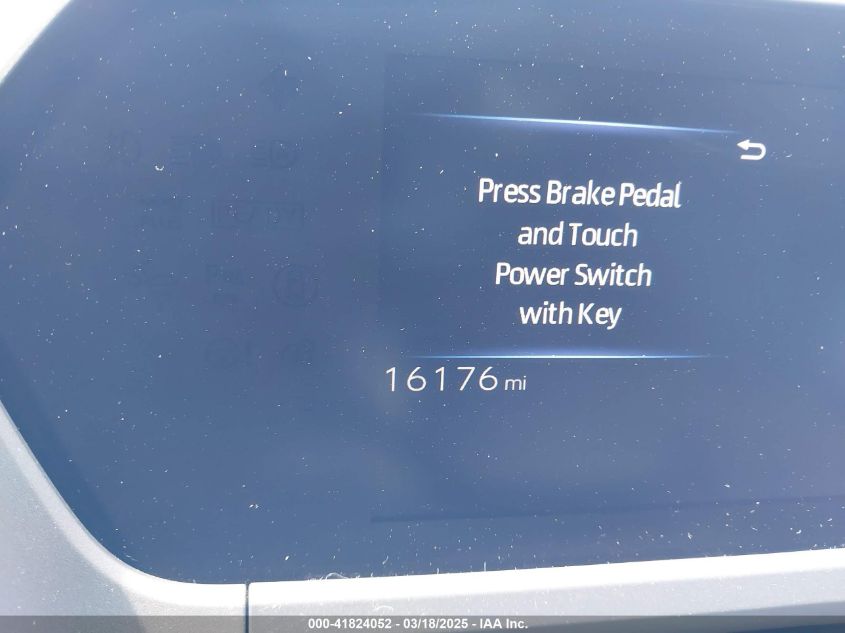 Press Brake Pedal
and Touch
Power Switch
with Key
16176 mi
000-41824052 - 03/18/2025 - IAA Inc.